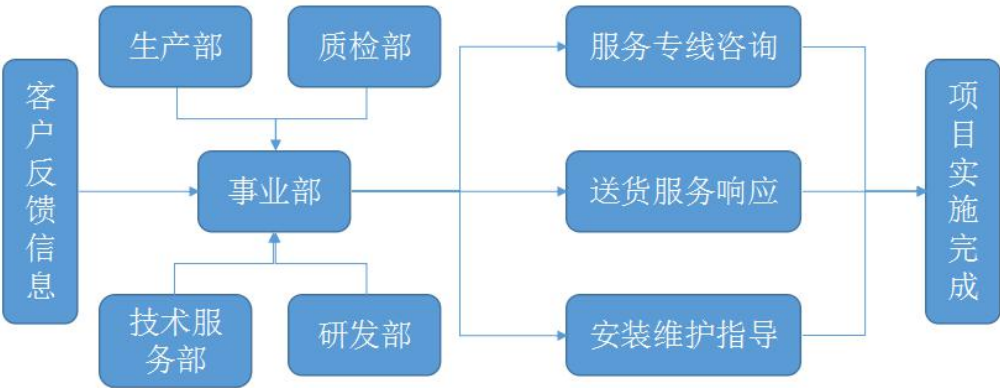 客户反馈信息
生产部
质检部
事业部
技术服
务部
研发部
服务专线咨询
送货服务响应
安装维护指导
项目实施完成